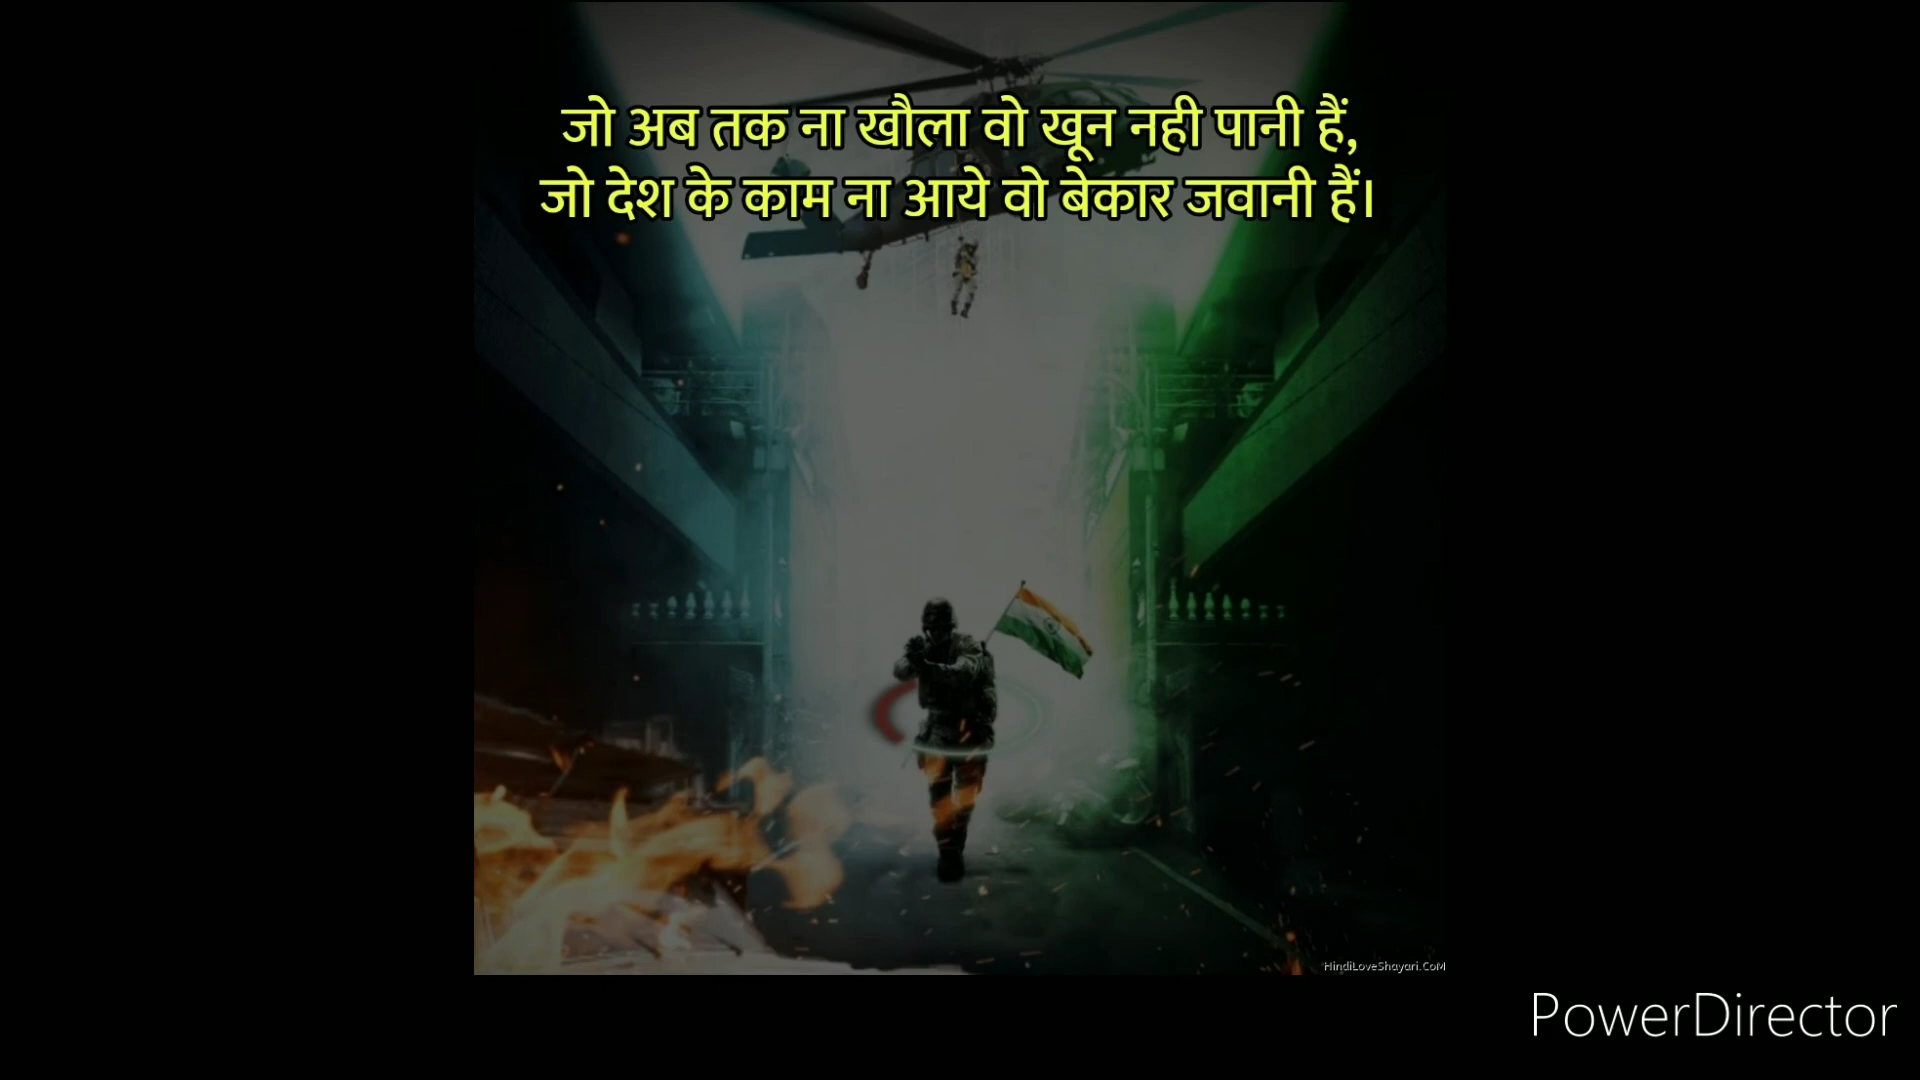 जो अब तक ना खौला वो खून नही पानी हैं,
जो देश के काम ना आये वो बेकार जवानी हैं।
HindiLoveShayari.CoM
PowerDirector